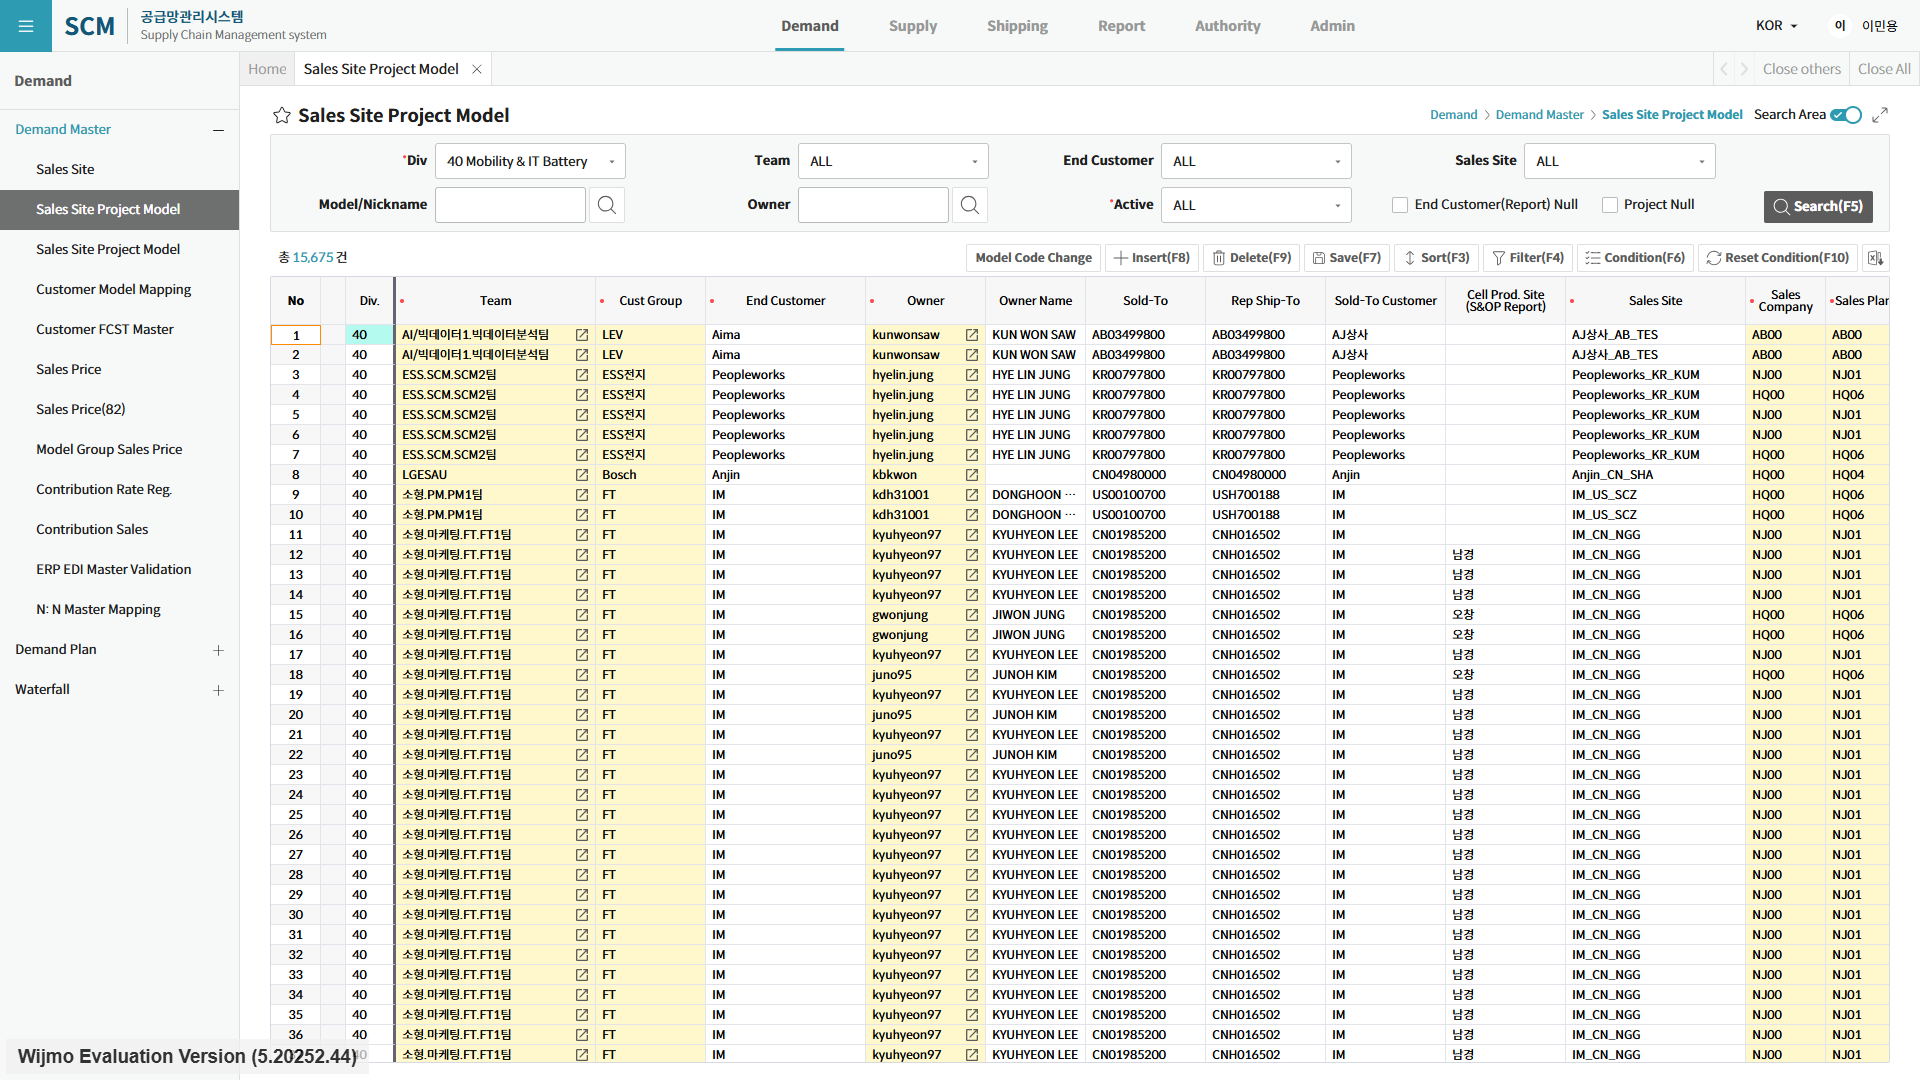 SCM 공급망관리시스템
Supply Chain Management system
Demand Supply Shipping Report Authority Admin
KOR 이 이민용
Demand
Home Sales Site Project Model Close others Close All
Demand Master
Sales Site
Sales Site Project Model
Sales Site Project Model
Customer Model Mapping
Customer FCST Master
Sales Price
Sales Price(82)
Model Group Sales Price
Contribution Rate Reg.
Contribution Sales
ERP EDI Master Validation
N: N Master Mapping
Demand Plan
Waterfall
Sales Site Project Model
Demand > Demand Master > Sales Site Project Model Search Area
*Div 40 Mobility & IT Battery Team ALL End Customer ALL Sales Site ALL
Model/Nickname Owner *Active ALL End Customer(Report) Null Project Null Search(F5)
총 15,675 건 Model Code Change Insert(F8) Delete(F9) Save(F7) Sort(F3) Filter(F4) Condition(F6) Reset Condition(F10)
No Div. Team Cust Group End Customer Owner Owner Name Sold-To Rep Ship-To Sold-To Customer Cell Prod. Site (S&OP Report) Sales Site Sales Company Sales Plan
1 40 AI/빅데이터1.빅데이터분석팀 LEV Aima kunwonsaw KUN WON SAW AB03499800 AB03499800 AJ상사 AJ상사_AB_TES AB00 AB00
2 40 AI/빅데이터1.빅데이터분석팀 LEV Aima kunwonsaw KUN WON SAW AB03499800 AB03499800 AJ상사 AJ상사_AB_TES AB00 AB00
3 40 ESS.SCM.SCM2팀 ESS전지 Peopleworks hyelin.jung HYE LIN JUNG KR00797800 KR00797800 Peopleworks Peopleworks_KR_KUM NJ00 NJ01
4 40 ESS.SCM.SCM2팀 ESS전지 Peopleworks hyelin.jung HYE LIN JUNG KR00797800 KR00797800 Peopleworks Peopleworks_KR_KUM HQ00 HQ06
5 40 ESS.SCM.SCM2팀 ESS전지 Peopleworks hyelin.jung HYE LIN JUNG KR00797800 KR00797800 Peopleworks Peopleworks_KR_KUM NJ00 NJ01
6 40 ESS.SCM.SCM2팀 ESS전지 Peopleworks hyelin.jung HYE LIN JUNG KR00797800 KR00797800 Peopleworks Peopleworks_KR_KUM NJ00 NJ01
7 40 ESS.SCM.SCM2팀 ESS전지 Peopleworks hyelin.jung HYE LIN JUNG KR00797800 KR00797800 Peopleworks Peopleworks_KR_KUM HQ00 HQ06
8 40 LGESAU Bosch Anjin kbkwon CN04980000 CN04980000 Anjin Anjin_CN_SHA HQ00 HQ04
9 40 소형.PM.PM1팀 FT IM kdh31001 DONGHOON ··· US00100700 USH700188 IM IM_US_SCZ HQ00 HQ06
10 40 소형.PM.PM1팀 FT IM kdh31001 DONGHOON ··· US00100700 USH700188 IM IM_US_SCZ HQ00 HQ06
11 40 소형.마케팅.FT.FT1팀 FT IM kyuhyeon97 KYUHYEON LEE CN01985200 CNH016502 IM IM_CN_NGG NJ00 NJ01
12 40 소형.마케팅.FT.FT1팀 FT IM kyuhyeon97 KYUHYEON LEE CN01985200 CNH016502 IM 남경 IM_CN_NGG NJ00 NJ01
13 40 소형.마케팅.FT.FT1팀 FT IM kyuhyeon97 KYUHYEON LEE CN01985200 CNH016502 IM 남경 IM_CN_NGG NJ00 NJ01
14 40 소형.마케팅.FT.FT1팀 FT IM kyuhyeon97 KYUHYEON LEE CN01985200 CNH016502 IM 남경 IM_CN_NGG NJ00 NJ01
15 40 소형.마케팅.FT.FT1팀 FT IM gwonjung JIWON JUNG CN01985200 CNH016502 IM 오창 IM_CN_NGG HQ00 HQ06
16 40 소형.마케팅.FT.FT1팀 FT IM gwonjung JIWON JUNG CN01985200 CNH016502 IM 오창 IM_CN_NGG HQ00 HQ06
17 40 소형.마케팅.FT.FT1팀 FT IM kyuhyeon97 KYUHYEON LEE CN01985200 CNH016502 IM 남경 IM_CN_NGG NJ00 NJ01
18 40 소형.마케팅.FT.FT1팀 FT IM juno95 JUNOH KIM CN01985200 CNH016502 IM 오창 IM_CN_NGG HQ00 HQ06
19 40 소형.마케팅.FT.FT1팀 FT IM kyuhyeon97 KYUHYEON LEE CN01985200 CNH016502 IM 남경 IM_CN_NGG NJ00 NJ01
20 40 소형.마케팅.FT.FT1팀 FT IM juno95 JUNOH KIM CN01985200 CNH016502 IM 남경 IM_CN_NGG NJ00 NJ01
21 40 소형.마케팅.FT.FT1팀 FT IM kyuhyeon97 KYUHYEON LEE CN01985200 CNH016502 IM 남경 IM_CN_NGG NJ00 NJ01
22 40 소형.마케팅.FT.FT1팀 FT IM juno95 JUNOH KIM CN01985200 CNH016502 IM 남경 IM_CN_NGG NJ00 NJ01
23 40 소형.마케팅.FT.FT1팀 FT IM kyuhyeon97 KYUHYEON LEE CN01985200 CNH016502 IM 남경 IM_CN_NGG NJ00 NJ01
24 40 소형.마케팅.FT.FT1팀 FT IM kyuhyeon97 KYUHYEON LEE CN01985200 CNH016502 IM 남경 IM_CN_NGG NJ00 NJ01
25 40 소형.마케팅.FT.FT1팀 FT IM kyuhyeon97 KYUHYEON LEE CN01985200 CNH016502 IM 남경 IM_CN_NGG NJ00 NJ01
26 40 소형.마케팅.FT.FT1팀 FT IM kyuhyeon97 KYUHYEON LEE CN01985200 CNH016502 IM 남경 IM_CN_NGG NJ00 NJ01
27 40 소형.마케팅.FT.FT1팀 FT IM kyuhyeon97 KYUHYEON LEE CN01985200 CNH016502 IM 남경 IM_CN_NGG NJ00 NJ01
28 40 소형.마케팅.FT.FT1팀 FT IM kyuhyeon97 KYUHYEON LEE CN01985200 CNH016502 IM 남경 IM_CN_NGG NJ00 NJ01
29 40 소형.마케팅.FT.FT1팀 FT IM kyuhyeon97 KYUHYEON LEE CN01985200 CNH016502 IM 남경 IM_CN_NGG NJ00 NJ01
30 40 소형.마케팅.FT.FT1팀 FT IM kyuhyeon97 KYUHYEON LEE CN01985200 CNH016502 IM 남경 IM_CN_NGG NJ00 NJ01
31 40 소형.마케팅.FT.FT1팀 FT IM kyuhyeon97 KYUHYEON LEE CN01985200 CNH016502 IM 남경 IM_CN_NGG NJ00 NJ01
32 40 소형.마케팅.FT.FT1팀 FT IM kyuhyeon97 KYUHYEON LEE CN01985200 CNH016502 IM 남경 IM_CN_NGG NJ00 NJ01
33 40 소형.마케팅.FT.FT1팀 FT IM kyuhyeon97 KYUHYEON LEE CN01985200 CNH016502 IM 남경 IM_CN_NGG NJ00 NJ01
34 40 소형.마케팅.FT.FT1팀 FT IM kyuhyeon97 KYUHYEON LEE CN01985200 CNH016502 IM 남경 IM_CN_NGG NJ00 NJ01
35 40 소형.마케팅.FT.FT1팀 FT IM kyuhyeon97 KYUHYEON LEE CN01985200 CNH016502 IM 남경 IM_CN_NGG NJ00 NJ01
36 40 소형.마케팅.FT.FT1팀 FT IM kyuhyeon97 KYUHYEON LEE CN01985200 CNH016502 IM 남경 IM_CN_NGG NJ00 NJ01
소형.마케팅.FT.FT1팀 FT IM kyuhyeon97 KYUHYEON LEE CN01985200 CNH016502 IM 남경 IM_CN_NGG NJ00 NJ01
Wijmo Evaluation Version (5.20252.44)